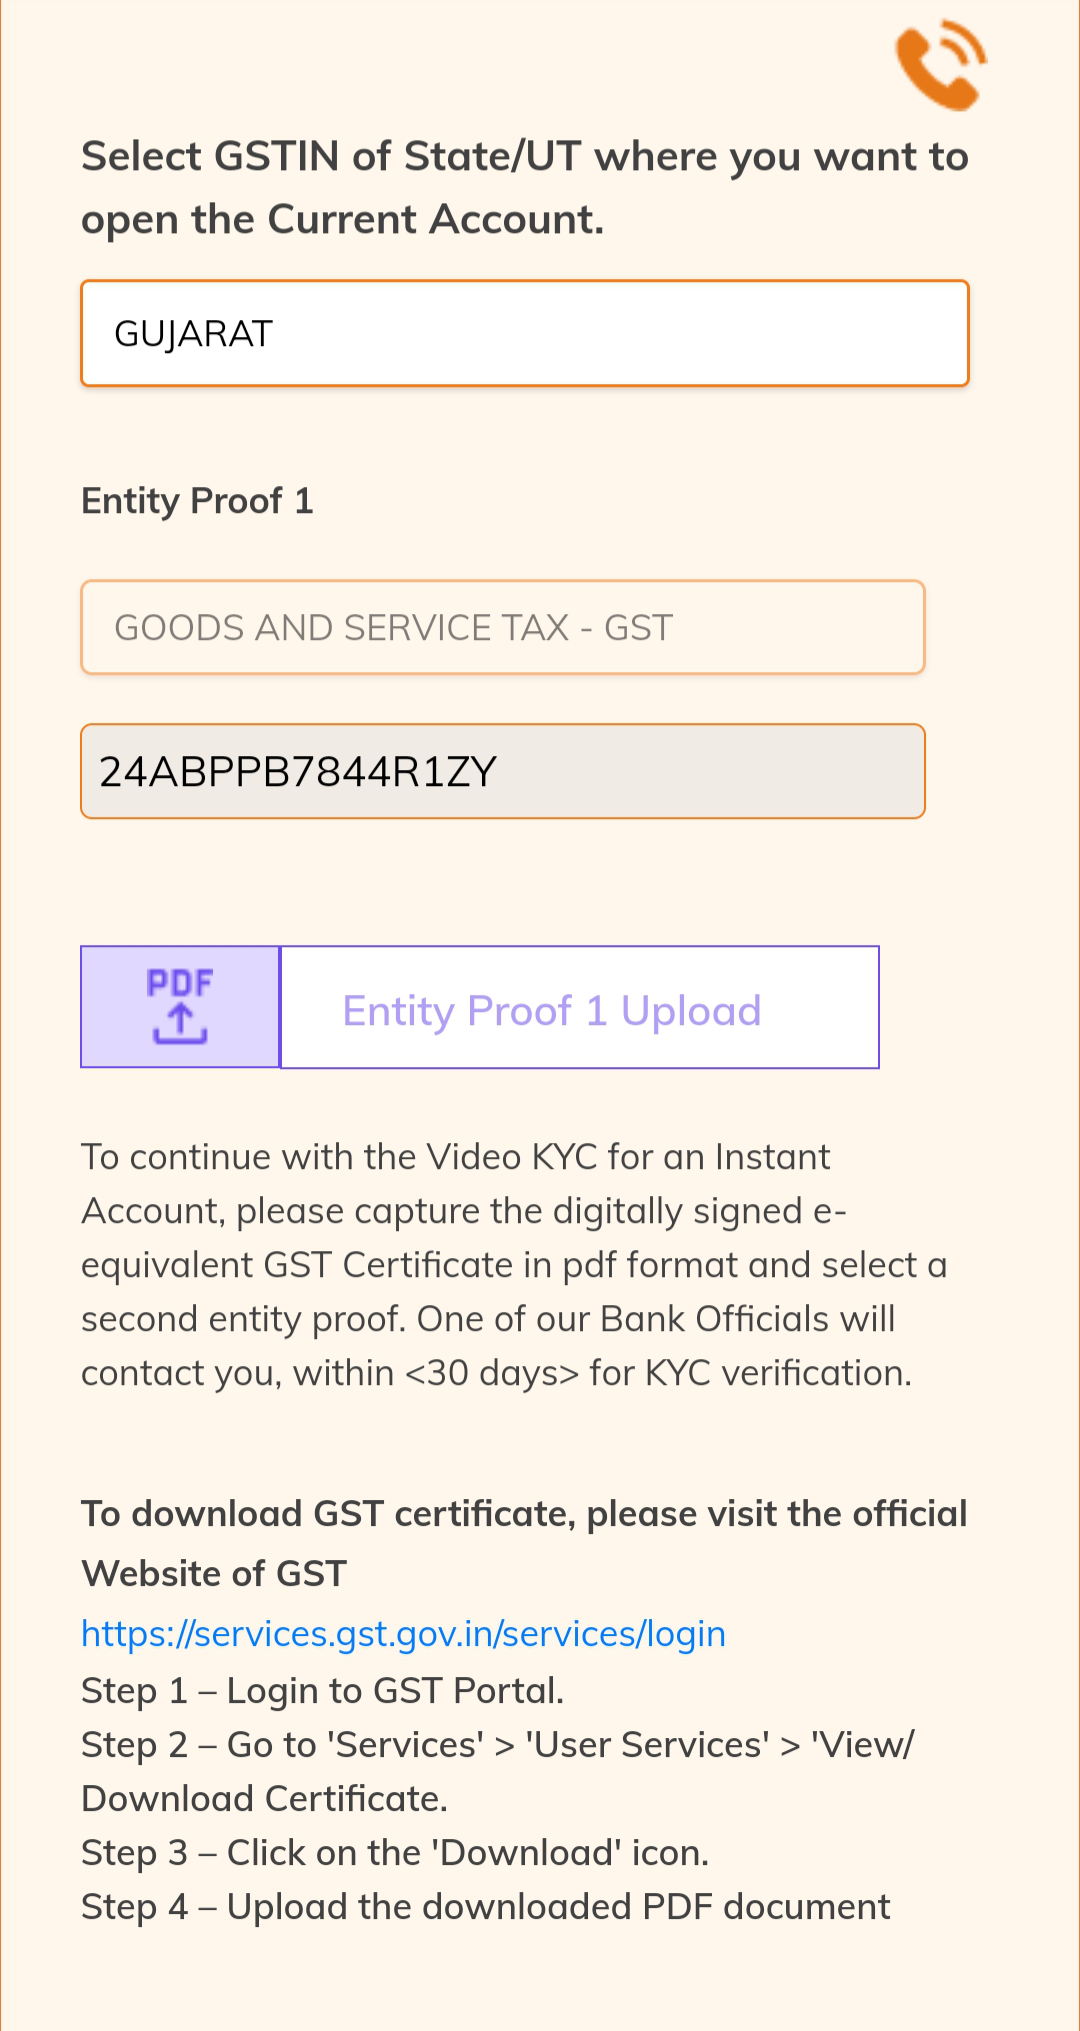 Select GSTIN of State/UT where you want to
open the Current Account.
GUJARAT
Entity Proof 1
GOODS AND SERVICE TAX - GST
24ABPPB7844R1ZY
PDF
Entity Proof 1 Upload
To continue with the Video KYC for an Instant
Account, please capture the digitally signed e-
equivalent GST Certificate in pdf format and select a
second entity proof. One of our Bank Officials will
contact you, within <30 days> for KYC verification.
To download GST certificate, please visit the official
Website of GST
https://services.gst.gov.in/services/login
Step 1 – Login to GST Portal.
Step 2 – Go to 'Services' > 'User Services' > 'View/
Download Certificate.
Step 3 – Click on the 'Download' icon.
Step 4 – Upload the downloaded PDF document